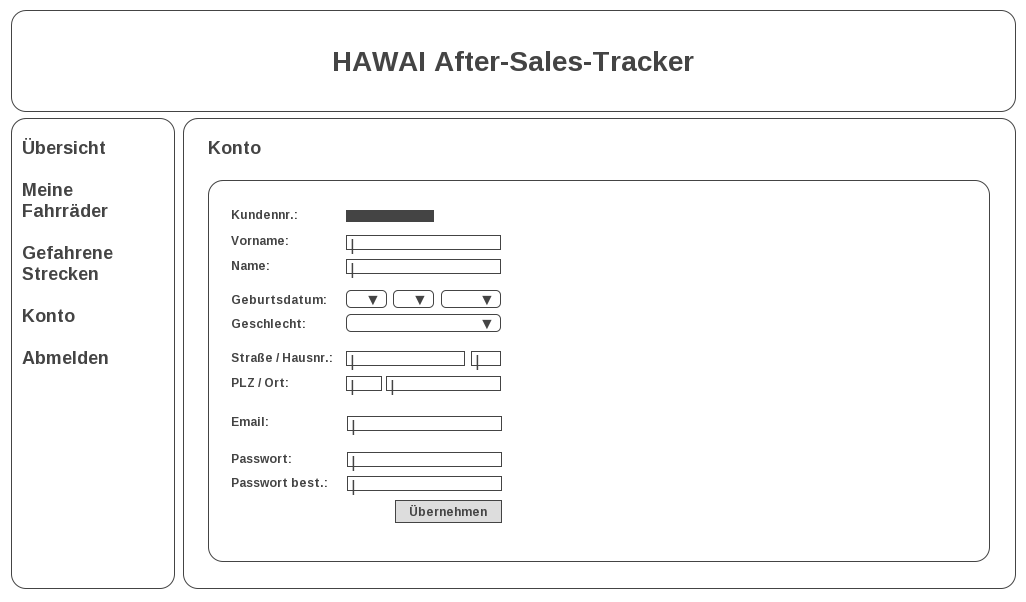 HAWAI After-Sales-Tracker
Übersicht
Meine
Fahrräder
Gefahrene
Strecken
Konto
Abmelden
Konto
Kundennr.:
Vorname:
Name:
Geburtsdatum:
Geschlecht:
Straße / Hausnr.:
PLZ / Ort:
Email:
Passwort:
Passwort best.:
Übernehmen